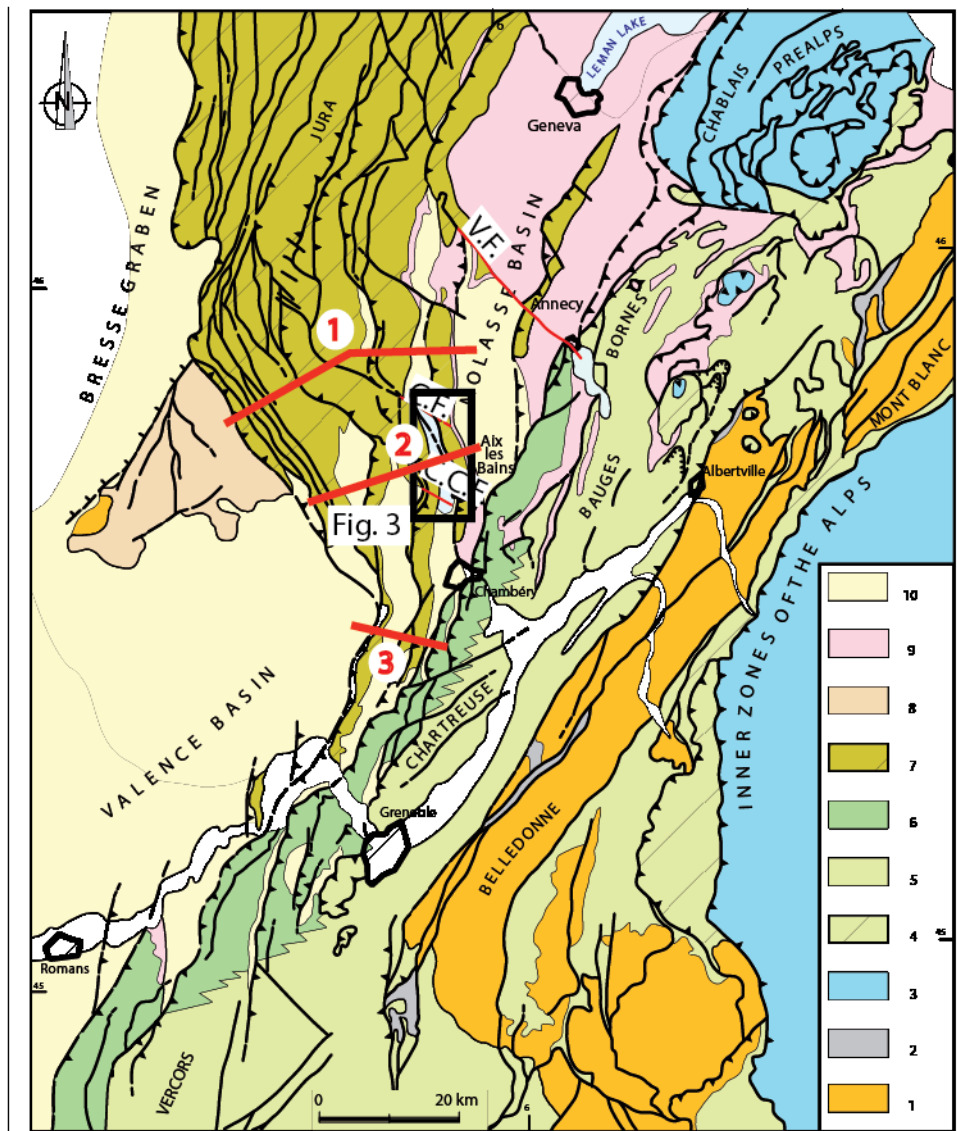 6
LEMAN LAKE
PREALPS
CHABLAIS
N
JURA
Geneva
BRESSE GRABEN
V.F.
46
BASIN
Annecy
BORNES
1
OLASSE
MONT BLANC
2
Aix
les
Bains
C.C.F.
BAUGES
Albertville
Fig. 3
INNER ZONES OF THE ALPS
Chambéry
3
VALENCE BASIN
CHARTREUSE
Grenoble
BELLEDONNE
Romans
45
45
VERCORS
0
20 km
6
10
9
8
7
6
5
4
3
2
1